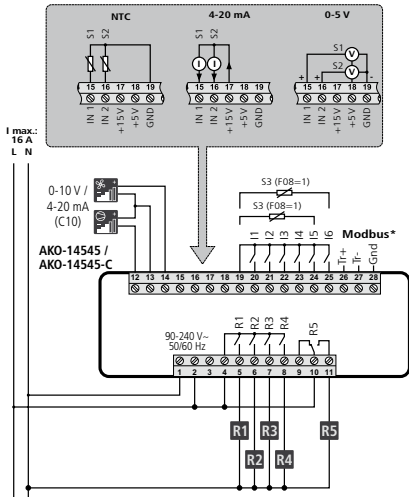 NTC
4-20 mA
0-5 V
S1
S2
S1
S2
S1
S2
I
I
V
V
+
+
-
15 16 17 18 19
15 16 17 18 19
15 16 17 18 19
IN 1
IN 2
+15V
+5V
GND
IN 1
IN 2
+15V
+5V
GND
IN 1
IN 2
+15V
+5V
GND
I max.:
16 A
L N
0-10 V /
4-20 mA
(C10)
S3 (F08=1)
S3 (F08=1)
I1
I2
I3
I4
I5
I6
Modbus*
Tr+
Tr-
Gnd
AKO-14545 /
AKO-14545-C
12 13 14 15 16 17 18 19 20 21 22 23 24 25 26 27 28
90-240 V~
50/60 Hz
R1
R2
R3
R4
R5
1 2 3 4 5 6 7 8 9 10 11
R1
R3
R5
R2
R4